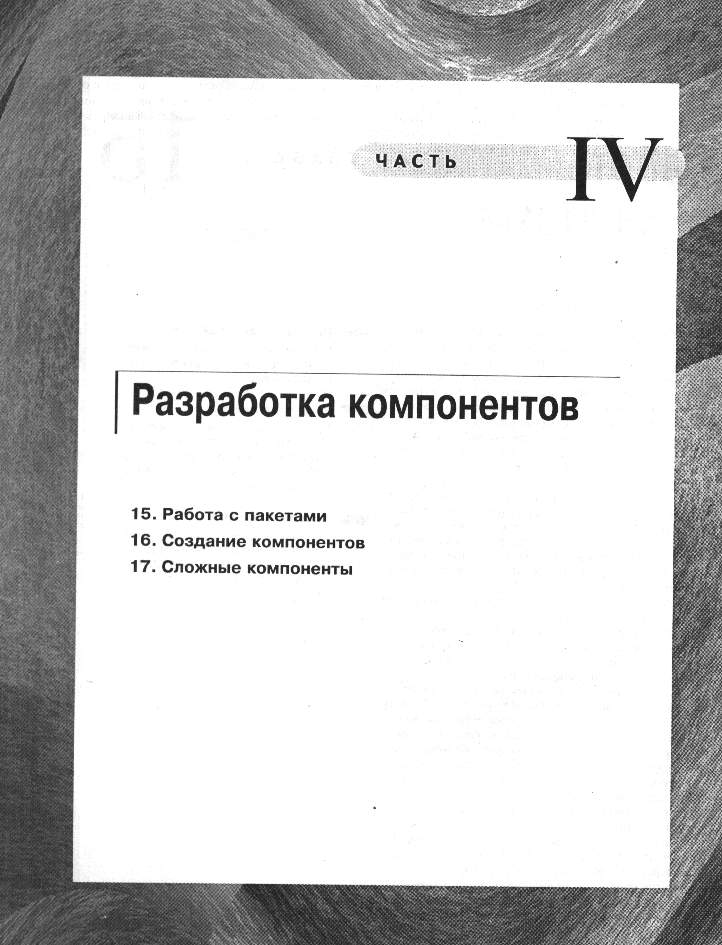 ЧАСТЬ IV
Разработка компонентов
15. Работа с пакетами
16. Создание компонентов
17. Сложные компоненты